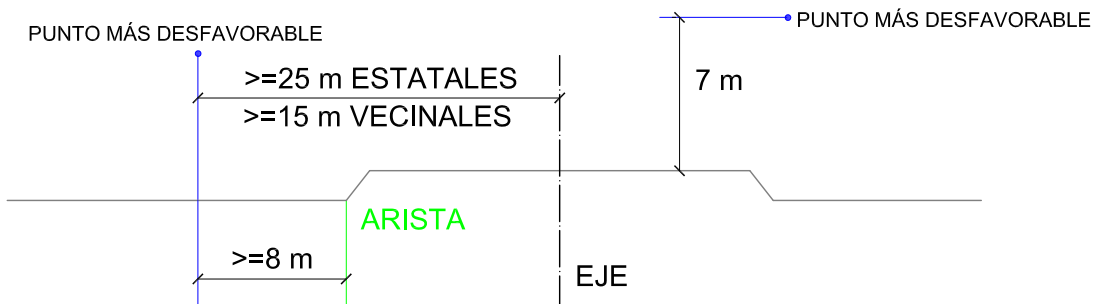 PUNTO MÁS DESFAVORABLE
PUNTO MÁS DESFAVORABLE
>=25 m ESTATALES
7 m
>=15 m VECINALES
ARISTA
>=8 m
EJE